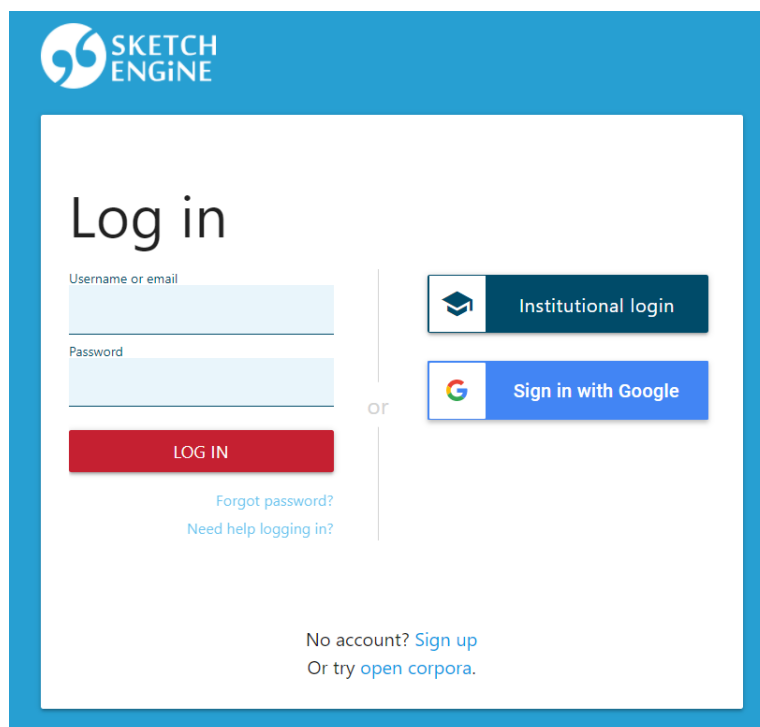 SKETCH
ENGiNE
Log in
Username or email
Password
LOG IN
Forgot password?
Need help logging in?
or
Institutional login
Sign in with Google
No account? Sign up
Or try open corpora.